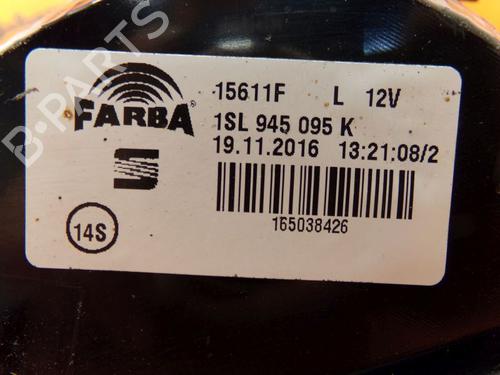 FARBA
15611F L 12V
1SL 945 095 K
19.11.2016 13:21:08/2
165038426
14S
B-PARTS